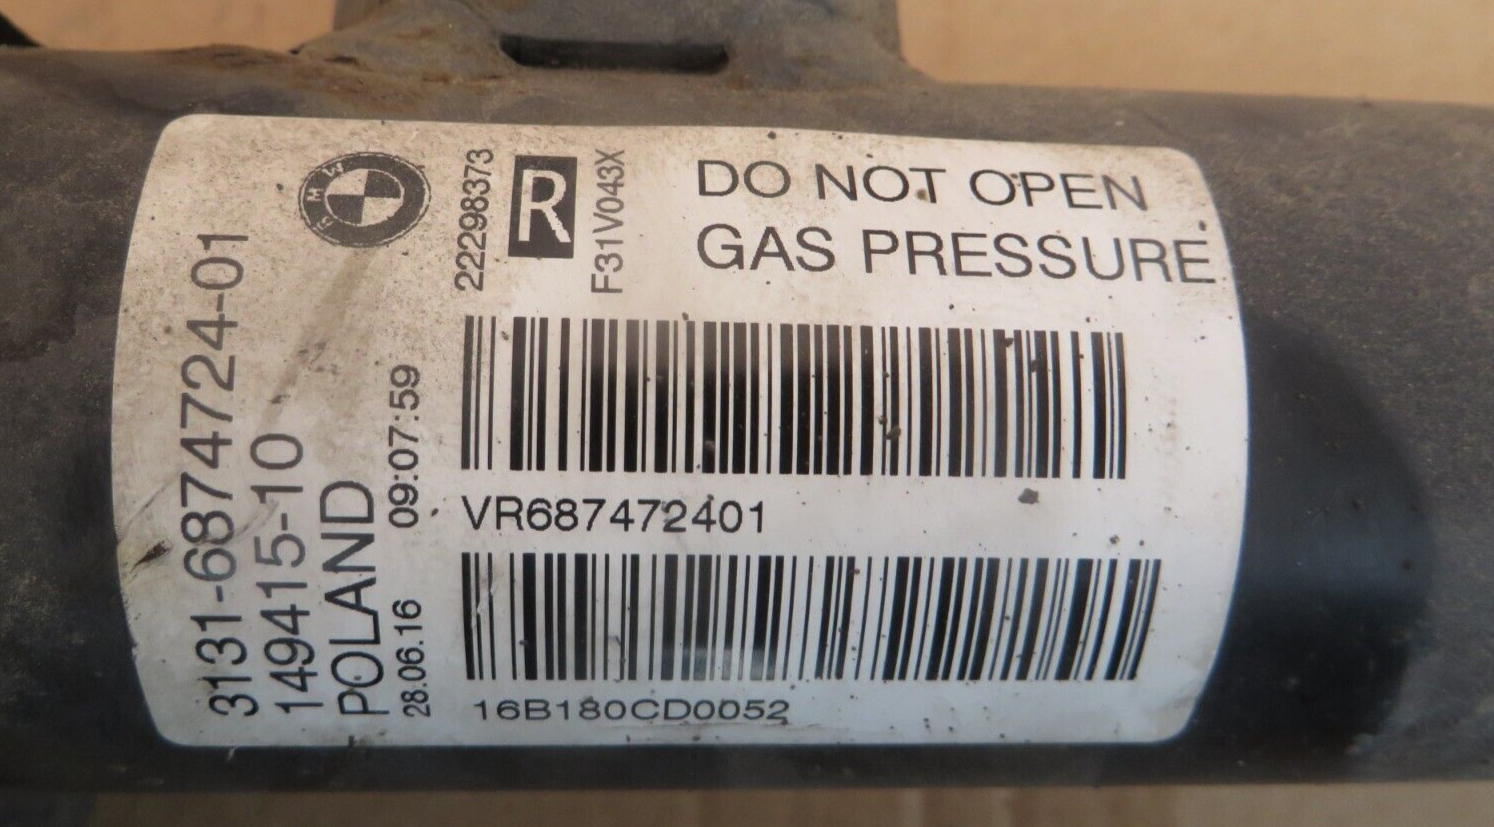 3131-6874724-01
149415-10
POLAND
28.06.16 09:07:59
BMW
22298373
R
F31V043X
DO NOT OPEN
GAS PRESSURE
VR687472401
16B180CD0052